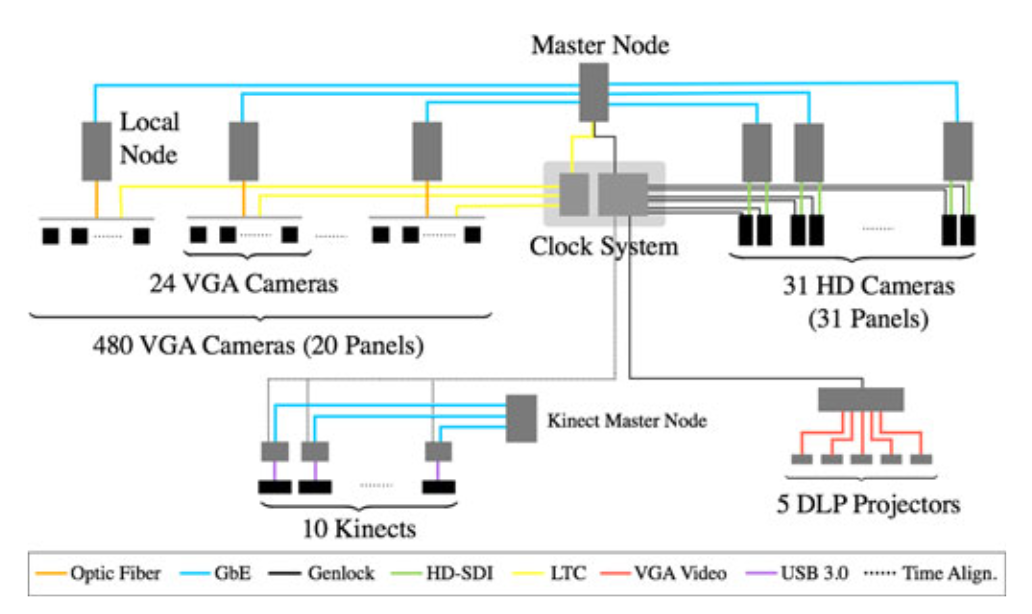 Master Node
Local
Node
Clock System
24 VGA Cameras
31 HD Cameras
(31 Panels)
480 VGA Cameras (20 Panels)
Kinect Master Node
5 DLP Projectors
10 Kinects
Optic Fiber GbE Genlock HD-SDI LTC VGA Video USB 3.0 Time Align.